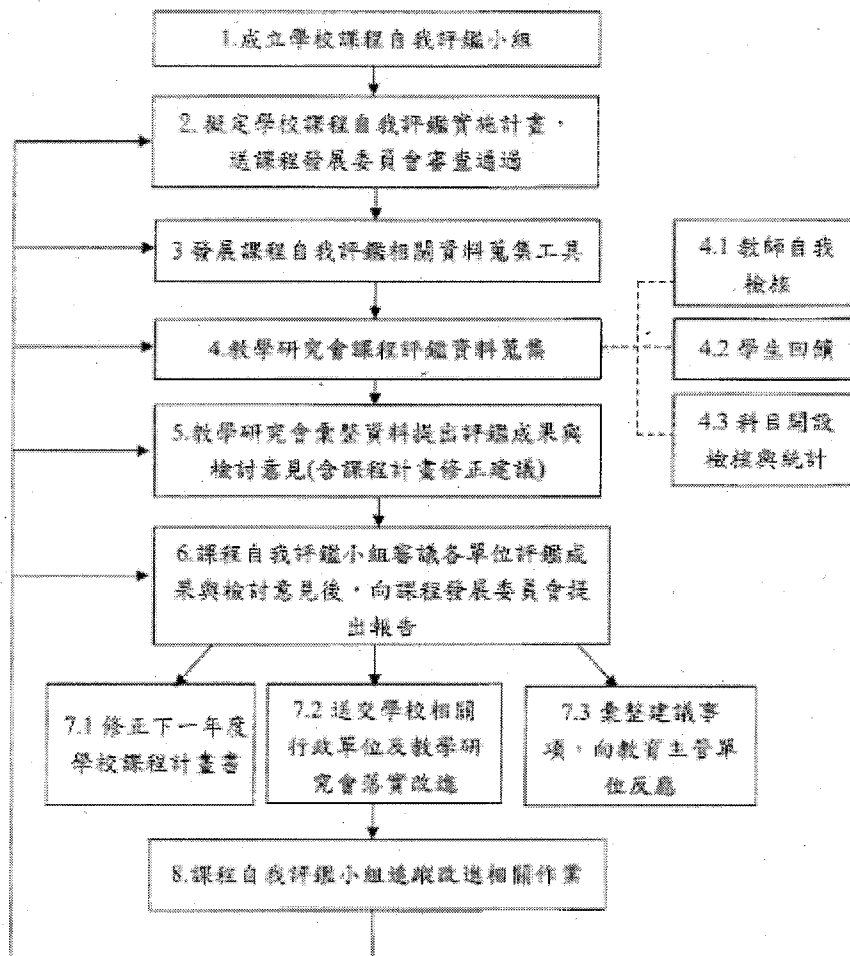 1.成立學校課程自我評鑑小組
2. 擬定學校課程自我評鑑實施計畫，
送課程發展委員會審查通過
3 發展課程自我評鑑相關資料蒐集工具
4.1 教師自我
檢核
4.教學研究會課程評鑑資料蒐集
4.2 學生回饋
5.教學研究會彙整資料提出評鑑成果與
檢討意見(含課程計畫修正建議)
4.3 科目開設
檢核與統計
6.課程自我評鑑小組審議各單位評鑑成
果與檢討意見後，向課程發展委員會提
出報告
7.1 修正下一年度
學校課程計畫書
7.2 送交學校相關
行政單位及教學研
究會落實改進
7.3 彙整建議事
項，向教育主管單
位反應
8.課程自我評鑑小組追蹤改進相關作業